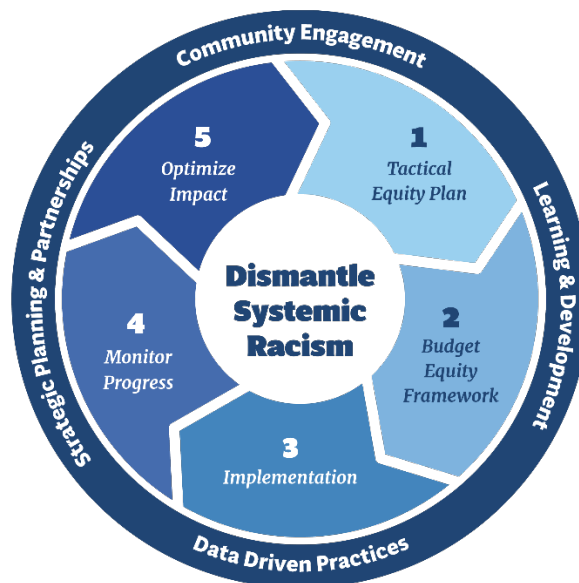 Community Engagement
Learning & Development
Data Driven Practices
Strategic Planning & Partnerships
1
Tactical
Equity Plan
2
Budget
Equity
Framework
3
Implementation
4
Monitor
Progress
5
Optimize
Impact
Dismantle
Systemic
Racism